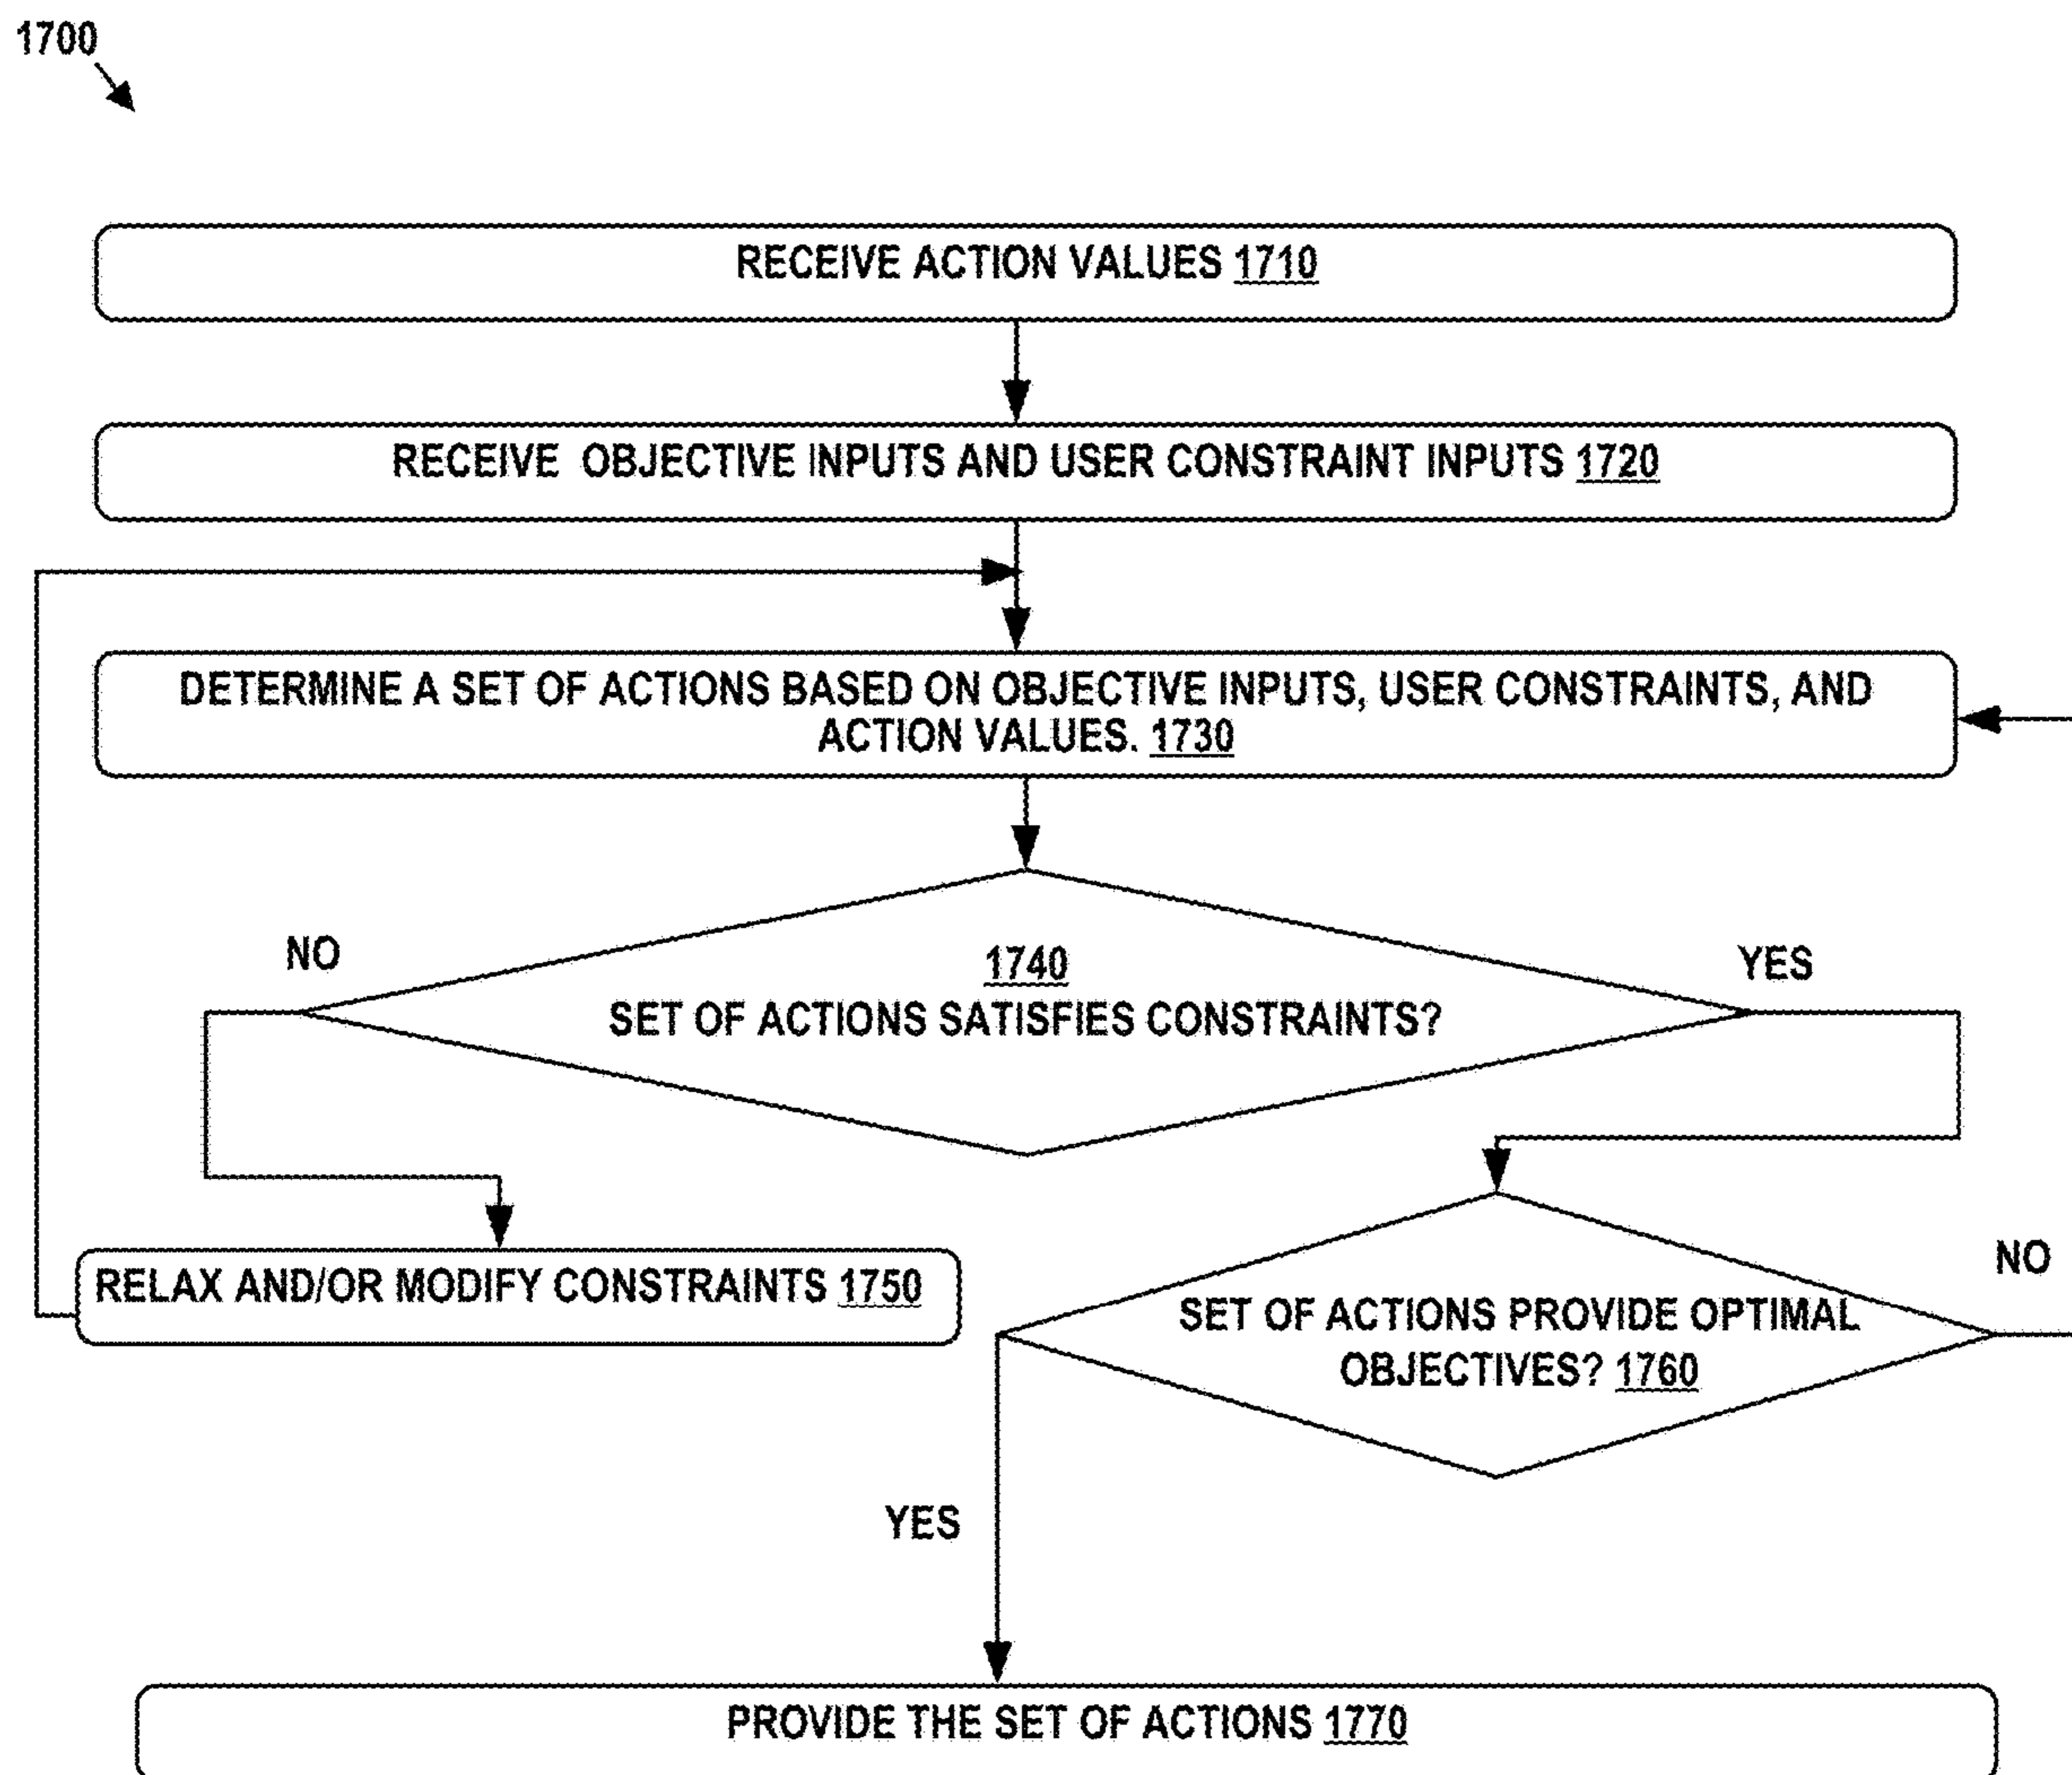 1700
RECEIVE ACTION VALUES 1710
RECEIVE OBJECTIVE INPUTS AND USER CONSTRAINT INPUTS 1720
DETERMINE A SET OF ACTIONS BASED ON OBJECTIVE INPUTS, USER CONSTRAINTS, AND
ACTION VALUES. 1730
NO
1740
YES
SET OF ACTIONS SATISFIES CONSTRAINTS?
RELAX AND/OR MODIFY CONSTRAINTS 1750
NO
SET OF ACTIONS PROVIDE OPTIMAL
OBJECTIVES? 1760
YES
PROVIDE THE SET OF ACTIONS 1770